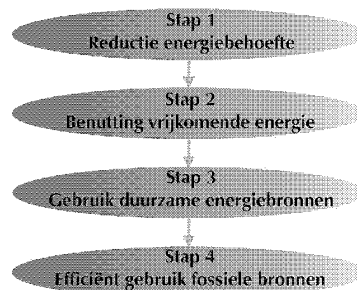 Stap 1
Reductie energiebehoefte
Stap 2
Benutting vrijkomende energie
Stap 3
Gebruik duurzame energiebronnen
Stap 4
Efficiënt gebruik fossiele bronnen